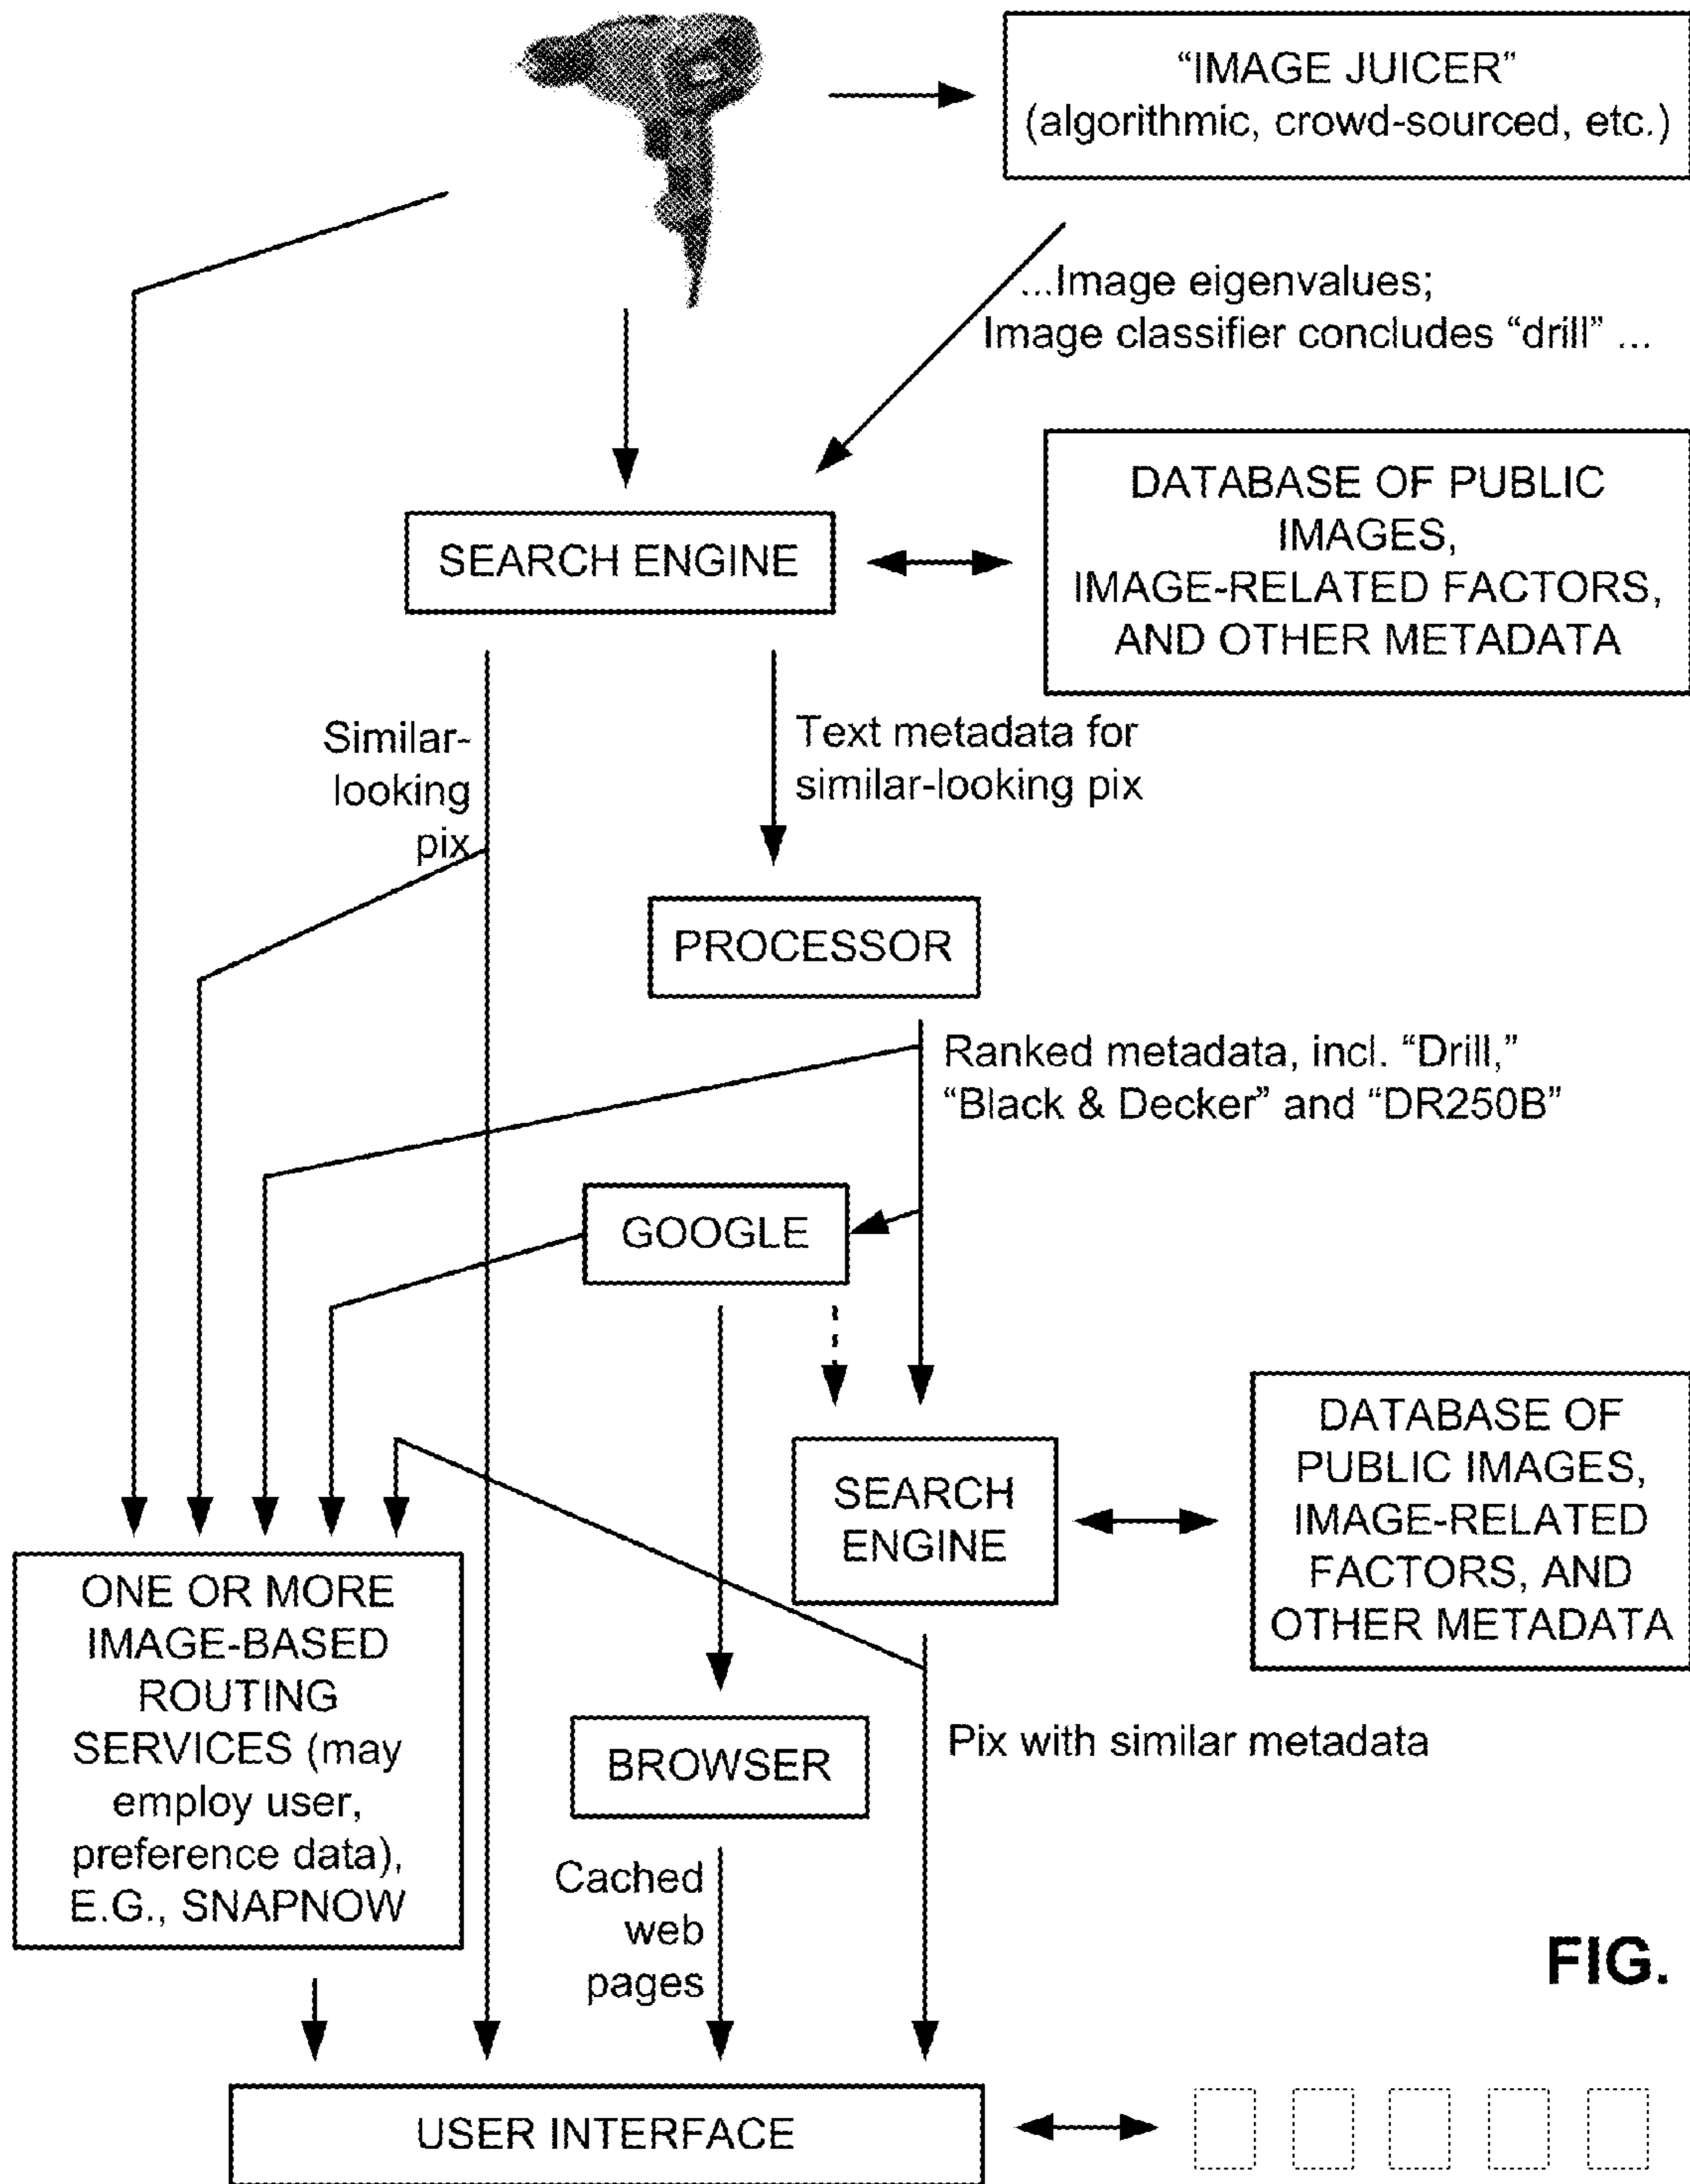 “IMAGE JUICER”
(algorithmic, crowd-sourced, etc.)
...Image eigenvalues;
Image classifier concludes “drill” ...
DATABASE OF PUBLIC
IMAGES,
IMAGE-RELATED FACTORS,
AND OTHER METADATA
SEARCH ENGINE
Similar-
looking
pix
Text metadata for
similar-looking pix
PROCESSOR
Ranked metadata, incl. “Drill,”
“Black & Decker” and “DR250B”
GOOGLE
SEARCH
ENGINE
DATABASE OF
PUBLIC IMAGES,
IMAGE-RELATED
FACTORS, AND
OTHER METADATA
ONE OR MORE
IMAGE-BASED
ROUTING
SERVICES (may
employ user,
preference data),
E.G., SNAPNOW
BROWSER
Pix with similar metadata
Cached
web
pages
FIG.
USER INTERFACE